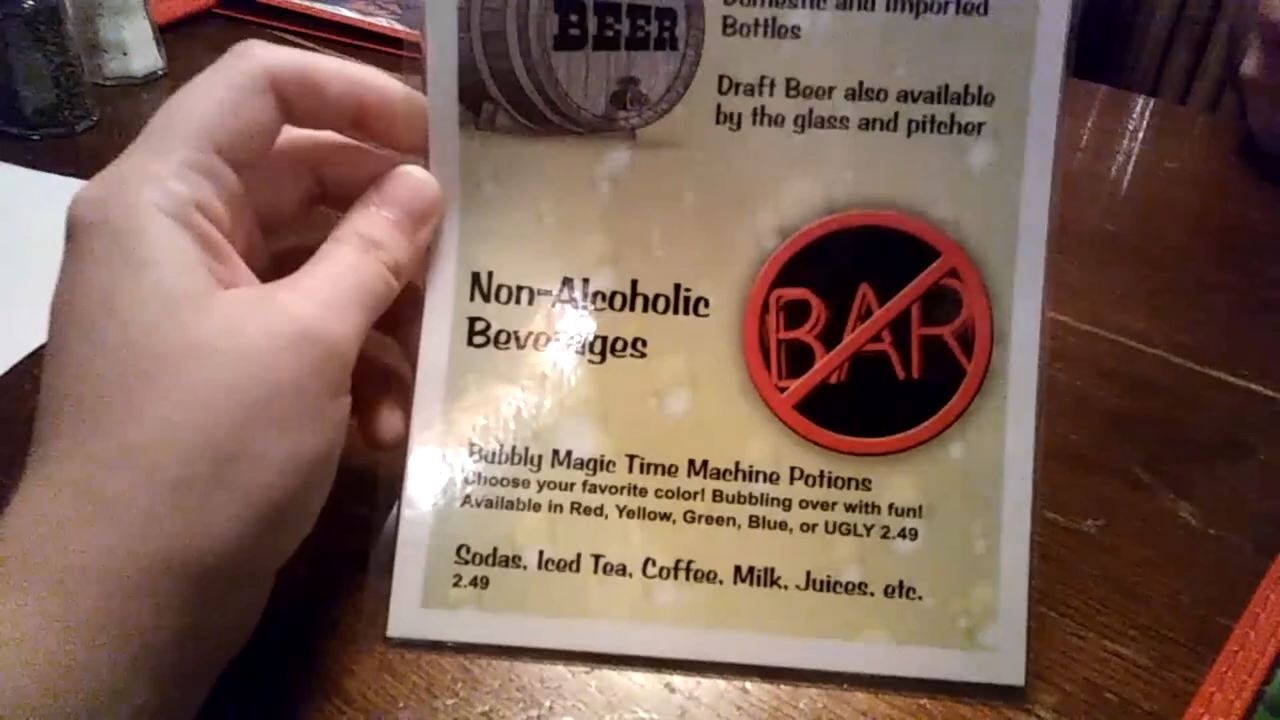 BEER
Domestic and Imported
Bottles
Draft Beer also available
by the glass and pitcher
Non-Alcoholic
Beverages
BAR
Bubbly Magic Time Machine Potions
Choose your favorite color! Bubbling over with fun!
Available in Red, Yellow, Green, Blue, or UGLY 2.49
Sodas, Iced Tea, Coffee, Milk, Juices, etc.
2.49